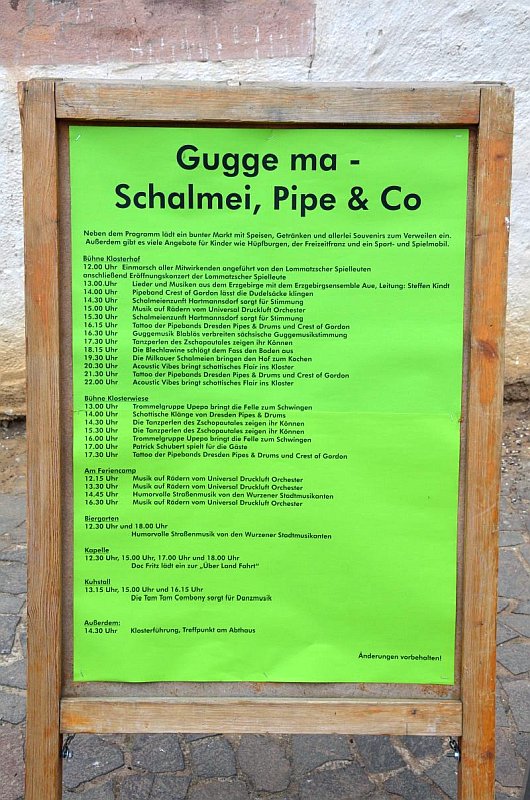 Gugge ma -
Schalmei, Pipe & Co
Neben dem Programm lädt ein bunter Markt mit Speisen, Getränken und allerlei Souvenirs zum Verweilen ein.
Außerdem gibt es viele Angebote für Kinder wie Hüpfburgen, der Freizeitfranz und ein Sport- und Spielmobil.
Bühne Klosterhof
12.00 Uhr Einmarsch aller Mitwirkenden angeführt von den Lommatzscher Spielleuten
anschließend Eröffnungskonzert der Lommatzscher Spielleute
13.00.Uhr Lieder und Musiken aus dem Erzgebirge mit dem Erzgebirgsensemble Aue, Leitung: Steffen Kindt
14.00 Uhr Pipeband Crest of Gordon lässt die Dudelsäcke klingen
14.30 Uhr Schalmeienzunft Hartmannsdorf sorgt für Stimmung
15.00 Uhr Musik auf Rädern vom Universal Druckluft Orchester
15.30 Uhr Schalmeienzunft Hartmannsdorf sorgt für Stimmung
16.15 Uhr Tattoo der Pipebands Dresden Pipes & Drums und Crest of Gordon
16.30 Uhr Guggemusik Blablos verbreiten sächsische Guggemusikstimmung
17.30 Uhr Tanzperlen des Zschopautales zeigen ihr Können
18.15 Uhr Die Blechlawine schlägt dem Fass den Boden aus
19.30 Uhr Die Milkauer Schalmeien bringen den Hof zum Kochen
20.30 Uhr Acoustic Vibes bringt schottisches Flair ins Kloster
21.30 Uhr Tattoo der Pipebands Dresden Pipes & Drums und Crest of Gordon
22.00 Uhr Acoustic Vibes bringt schottisches Flair ins Kloster
Bühne Klosterwiese
13.00 Uhr Trommelgruppe Upepo bringt die Felle zum Schwingen
14.00 Uhr Schottische Klänge von Dresden Pipes & Drums
14.30 Uhr Die Tanzperlen des Zschopautales zeigen ihr Können
15.30 Uhr Die Tanzperlen des Zschopautales zeigen ihr Können
16.00 Uhr Trommelgruppe Upepo bringt die Felle zum Schwingen
17.00 Uhr Patrick Schubert spielt für die Gäste
17.30 Uhr Tattoo der Pipebands Dresden Pipes & Drums und Crest of Gordon
Am Feriencamp
12.15 Uhr Musik auf Rädern vom Universal Druckluft Orchester
13.30 Uhr Musik auf Rädern vom Universal Druckluft Orchester
14.45 Uhr Humorvolle Straßenmusik von den Wurzener Stadtmusikanten
16.30 Uhr Musik auf Rädern vom Universal Druckluft Orchester
Biergarten
12.30 Uhr und 18.00 Uhr
Humorvolle Straßenmusik von den Wurzener Stadtmusikanten
Kapelle
12.30 Uhr, 15.00 Uhr, 17.00 Uhr und 18.00 Uhr
Doc Fritz lädt ein zur „Über Land Fahrt“
Kuhstall
13.15 Uhr, 15.00 Uhr und 16.15 Uhr
Die Tam Tam Combony sorgt für Danzmusik
Außerdem:
14.30 Uhr Klosterführung, Treffpunkt am Abthaus
Änderungen vorbehalten!